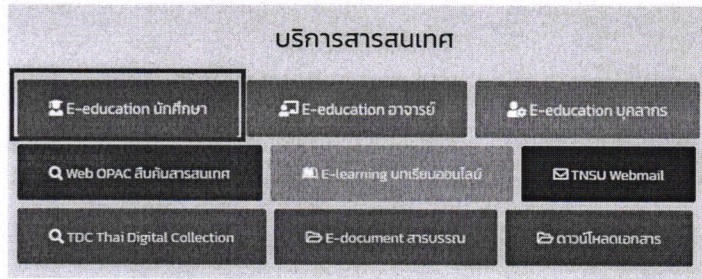 บริการสารสนเทศ
E-education นักศึกษา
E-education อาจารย์
E-education บุคลากร
Web OPAC สืบค้นสารสนเทศ
E-learning บทเรียนออนไลน์
TNSU Webmail
TDC Thai Digital Collection
E-document สารบรรณ
ดาวน์โหลดเอกสาร